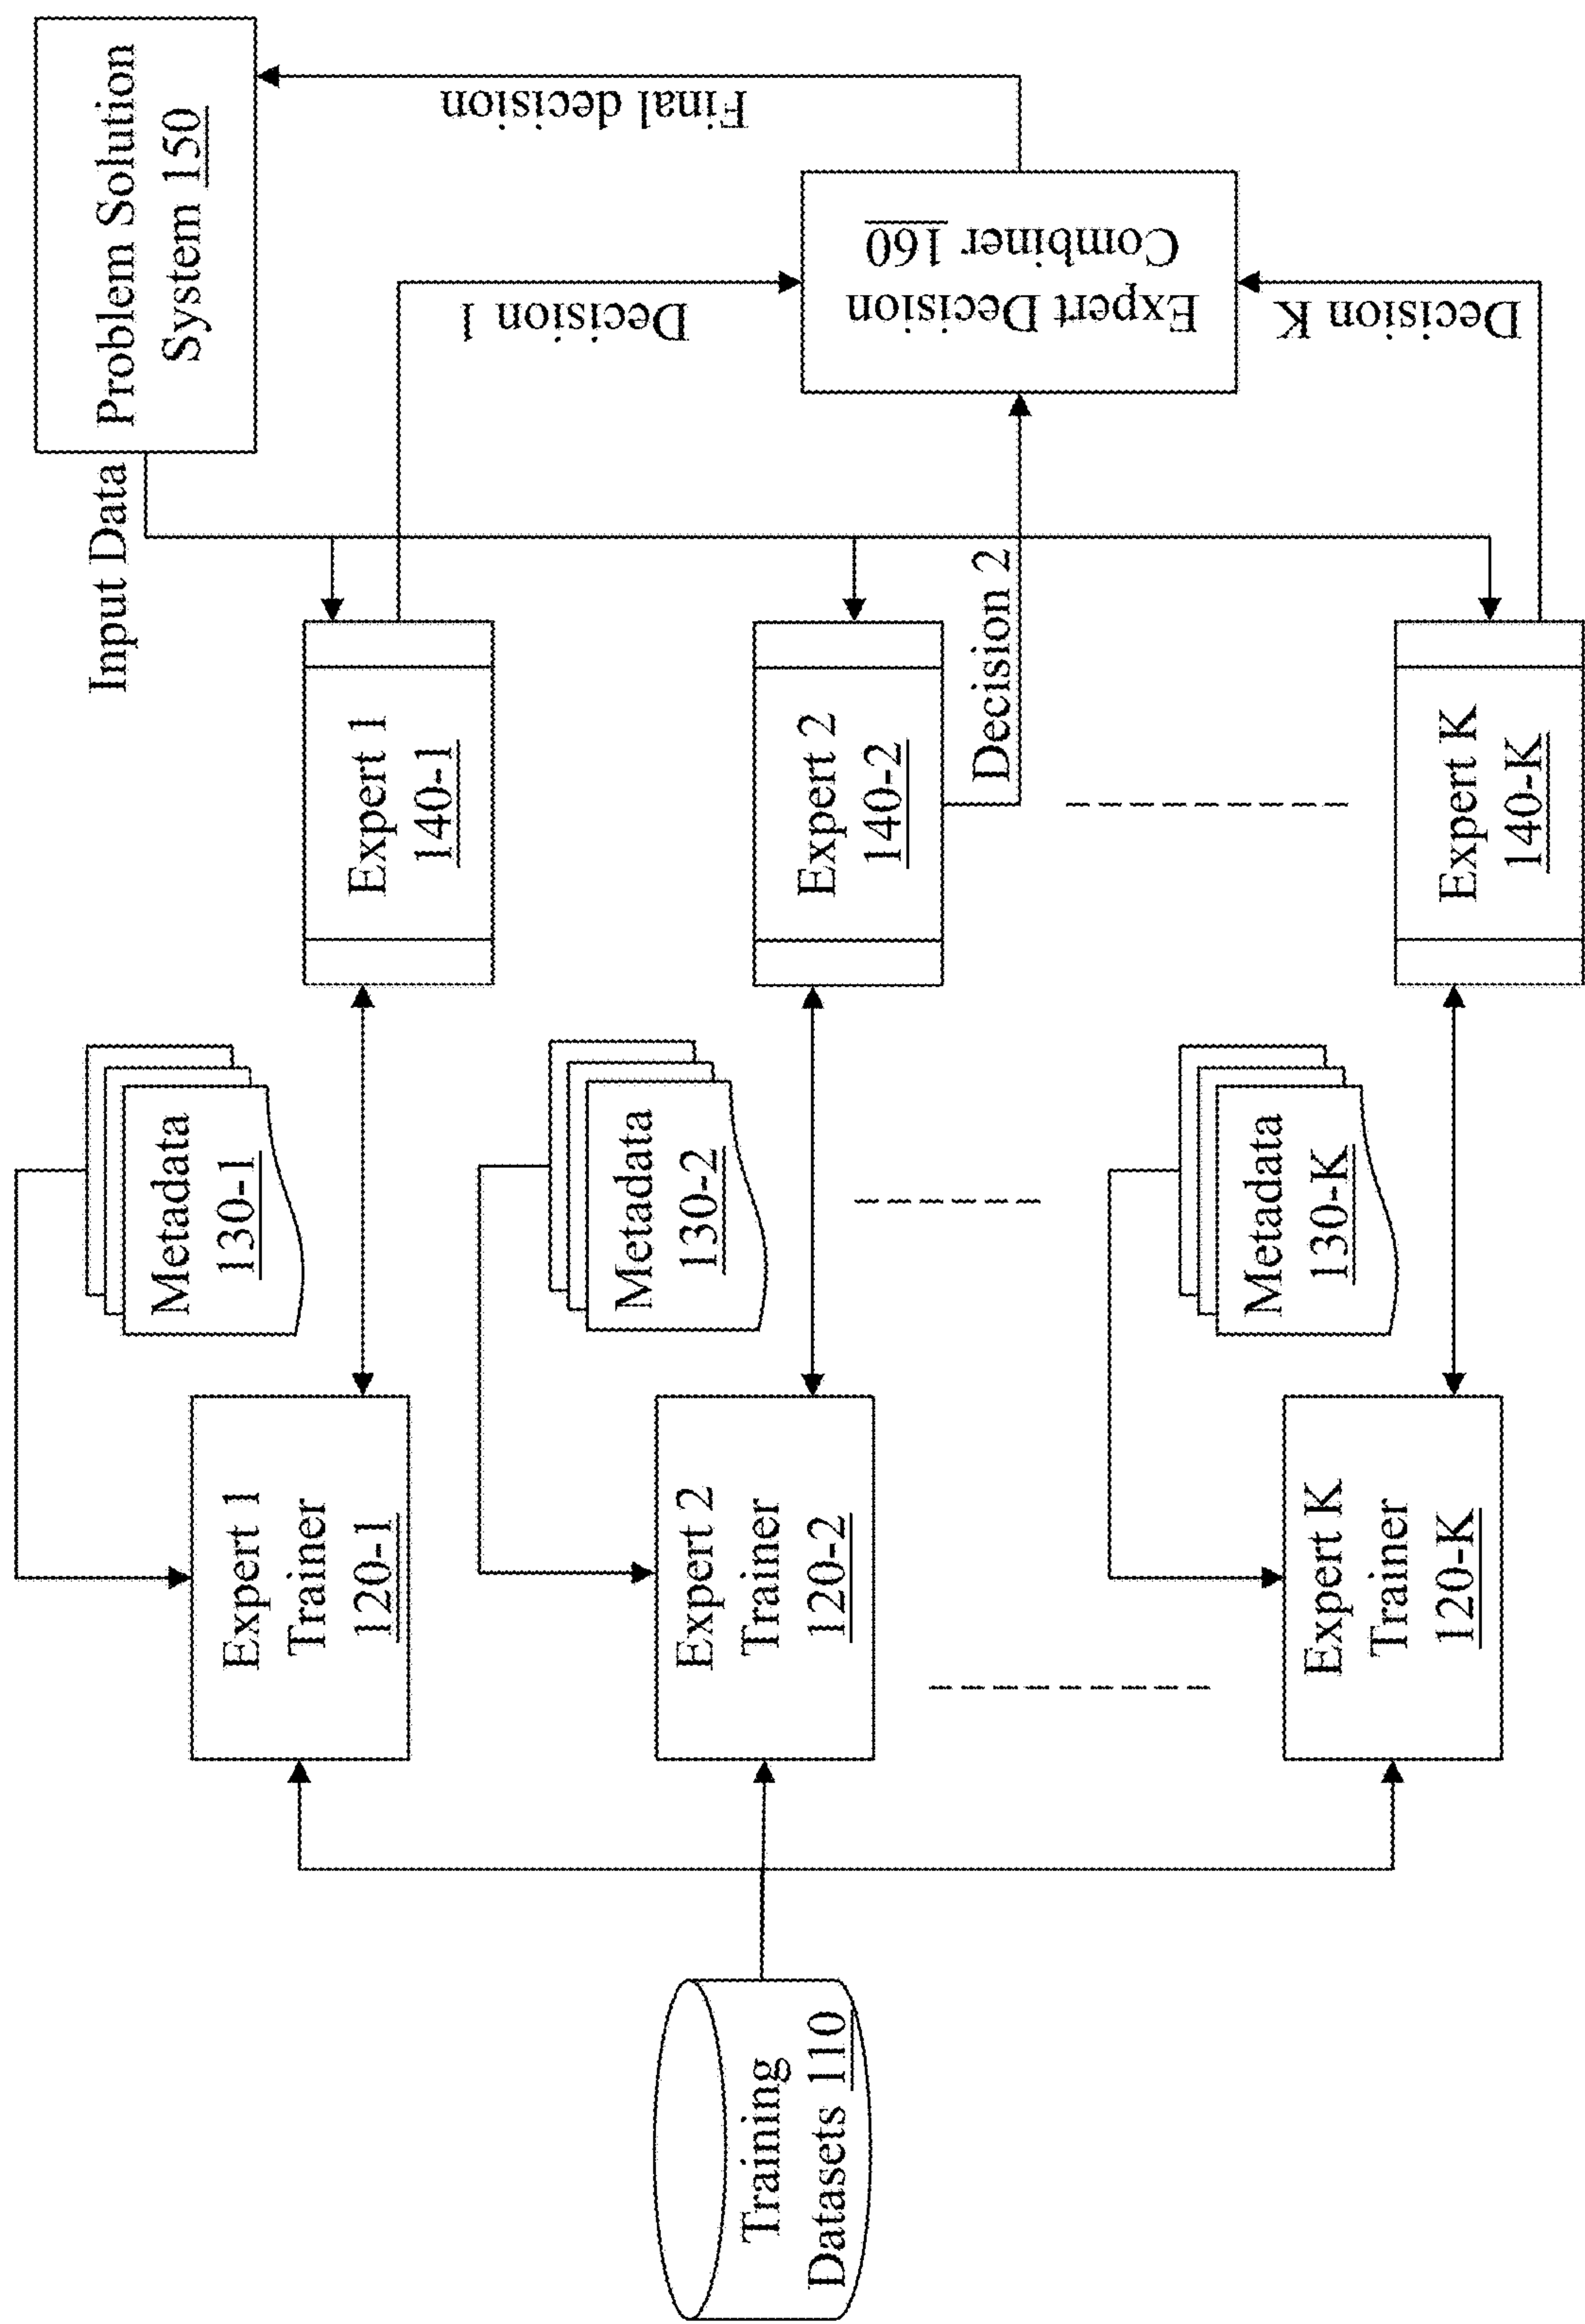 Training
Datasets 110
Expert 1
Trainer
120-1
Expert 2
Trainer
120-2
Expert K
Trainer
120-K
Metadata
130-1
Metadata
130-2
Metadata
130-K
Expert 1
140-1
Expert 2
140-2
Expert K
140-K
Input Data
Problem Solution
System 150
Decision 1
Decision 2
Decision K
Expert Decision
Combiner 160
Final decision